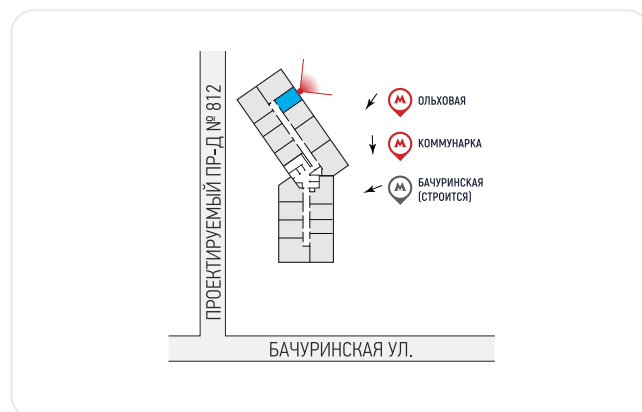 ПРОЕКТИРУЕМЫЙ ПР-Д № 812
М ОЛЬХОВАЯ
М КОММУНАРКА
М БАЧУРИНСКАЯ
(СТРОИТСЯ)
БАЧУРИНСКАЯ УЛ.